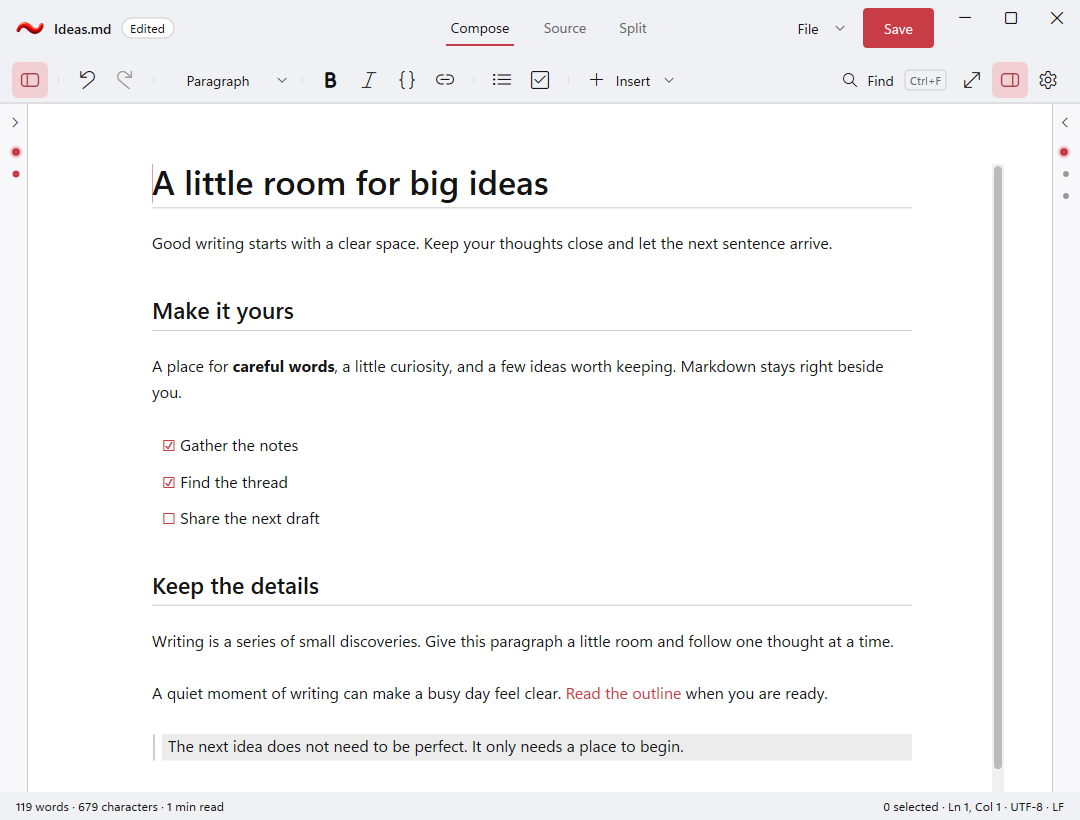 Ideas.md Edited Compose Source Split File Save
Paragraph B I {} Insert Find Ctrl+F
A little room for big ideas
Good writing starts with a clear space. Keep your thoughts close and let the next sentence arrive.
Make it yours
A place for careful words, a little curiosity, and a few ideas worth keeping. Markdown stays right beside
you.
Gather the notes
Find the thread
Share the next draft
Keep the details
Writing is a series of small discoveries. Give this paragraph a little room and follow one thought at a time.
A quiet moment of writing can make a busy day feel clear. Read the outline when you are ready.
The next idea does not need to be perfect. It only needs a place to begin.
119 words · 679 characters · 1 min read 0 selected · Ln 1, Col 1 · UTF-8 · LF